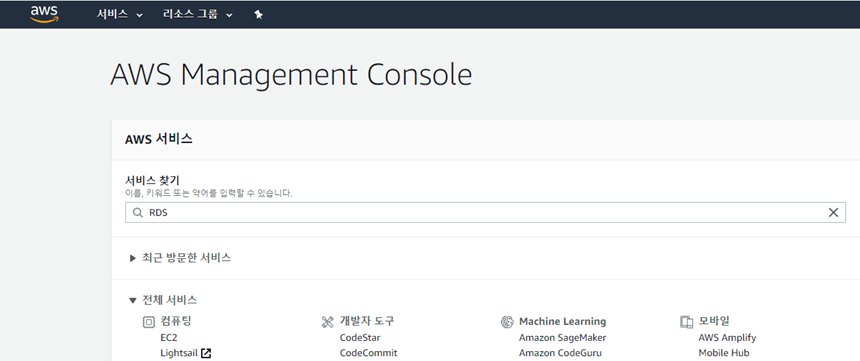 aws 서비스 리소스 그룹
AWS Management Console
AWS 서비스
서비스 찾기
이름, 키워드 또는 약어를 입력할 수 있습니다.
RDS
최근 방문한 서비스
전체 서비스
컴퓨팅 개발자 도구 Machine Learning 모바일
EC2 CodeStar Amazon SageMaker AWS Amplify
Lightsail CodeCommit Amazon CodeGuru Mobile Hub